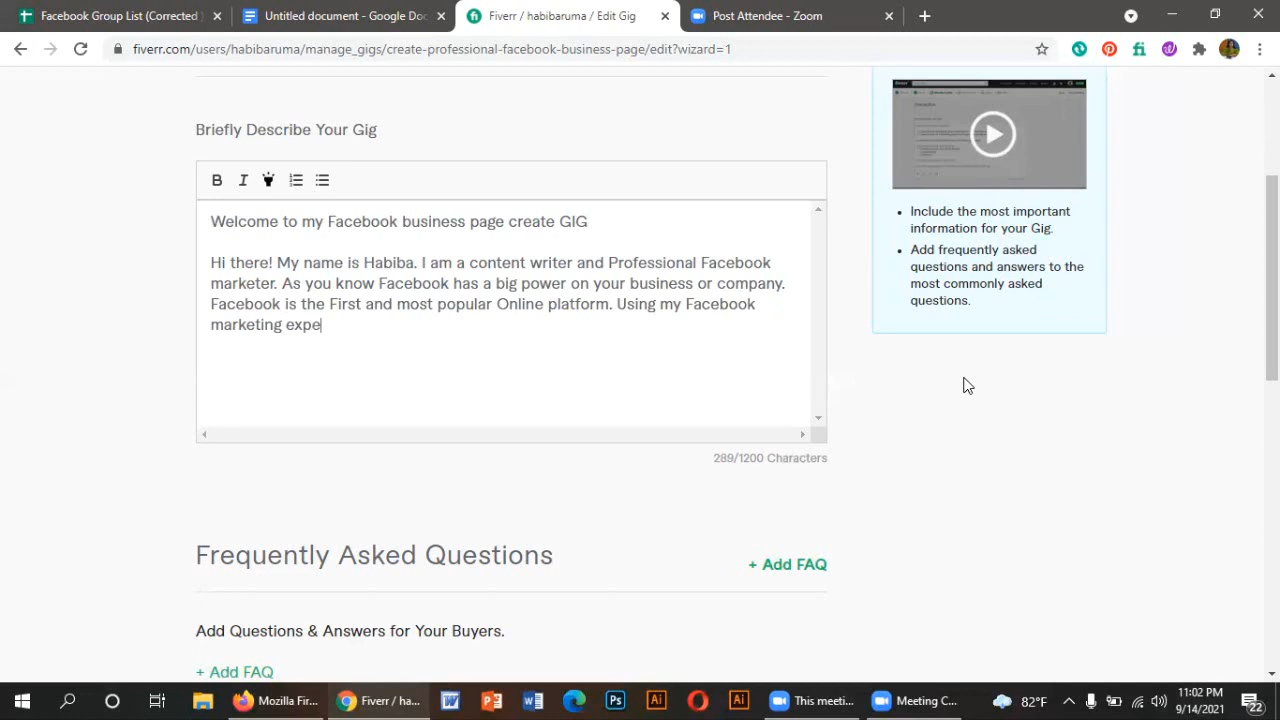 Facebook Group List (Corrected)
Untitled document - Google Doc
Fiverr / habibaruma / Edit Gig
Post Attendee - Zoom
fiverr.com/users/habibaruma/manage_gigs/create-professional-facebook-business-page/edit?wizard=1
Briefly Describe Your Gig
B I
Welcome to my Facebook business page create GIG
Hi there! My name is Habiba. I am a content writer and Professional Facebook
marketer. As you know Facebook has a big power on your business or company.
Facebook is the First and most popular Online platform. Using my Facebook
marketing expe
289/1200 Characters
• Include the most important
information for your Gig.
• Add frequently asked
questions and answers to the
most commonly asked
questions.
Frequently Asked Questions
+ Add FAQ
Add Questions & Answers for Your Buyers.
+ Add FAQ
Mozilla Fir...
Fiverr / ha...
Ps
Ai
Ai
This meeti...
Meeting C...
82°F
11:02 PM
9/14/2021
22